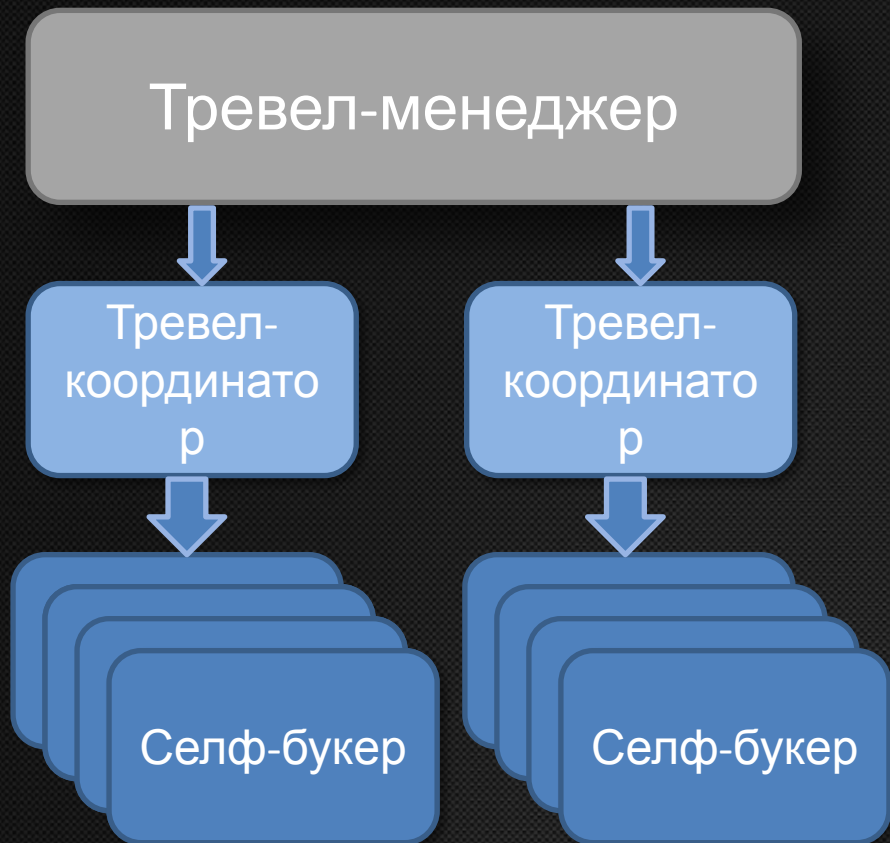 Тревел-менеджер
Тревел-
координато
р
Тревел-
координато
р
Селф-букер
Селф-букер